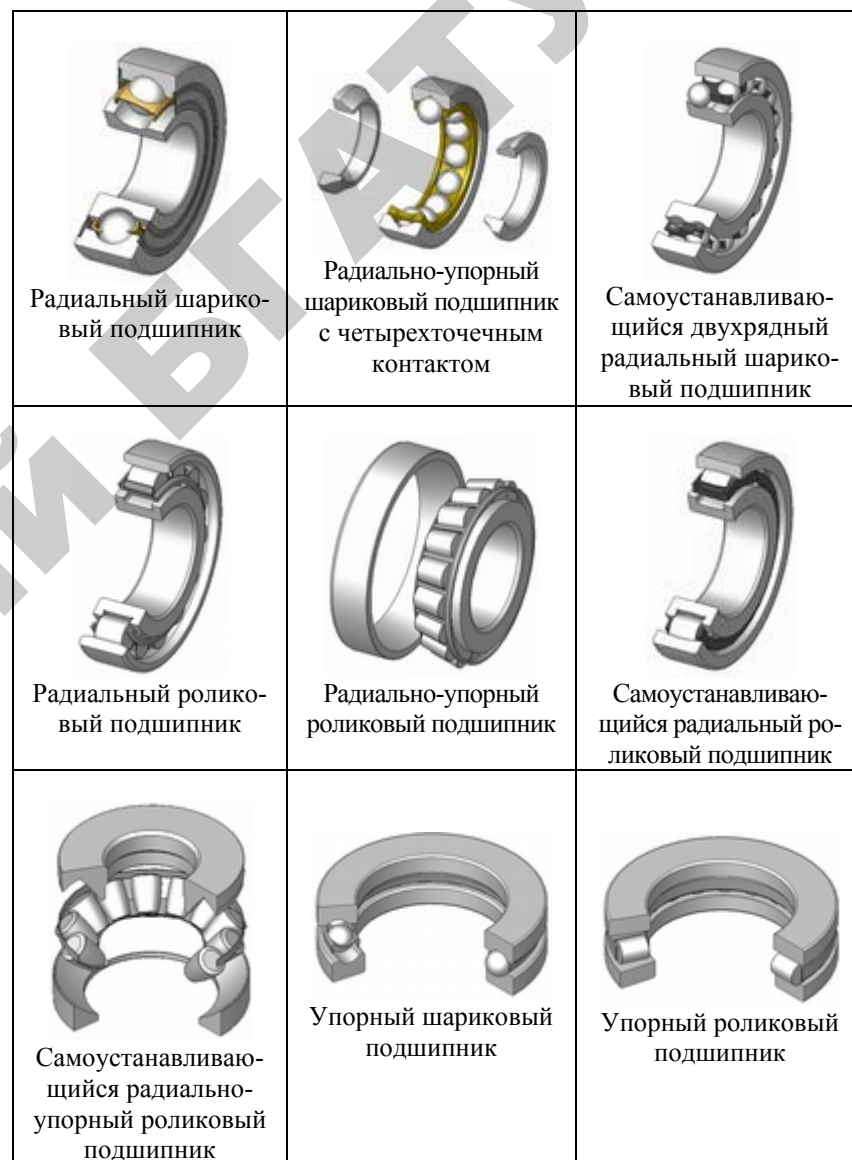 Радиальный шарико-
вый подшипник
Радиально-упорный
шариковый подшипник
с четырехточечным
контактом
Самоустанавливаю-
щийся двухрядный
радиальный шарико-
вый подшипник
Радиальный ролико-
вый подшипник
Радиально-упорный
роликовый подшипник
Самоустанавливаю-
щийся радиальный ро-
ликовый подшипник
Самоустанавливаю-
щийся радиально-
упорный роликовый
подшипник
Упорный шариковый
подшипник
Упорный роликовый
подшипник
Й БГАТУ